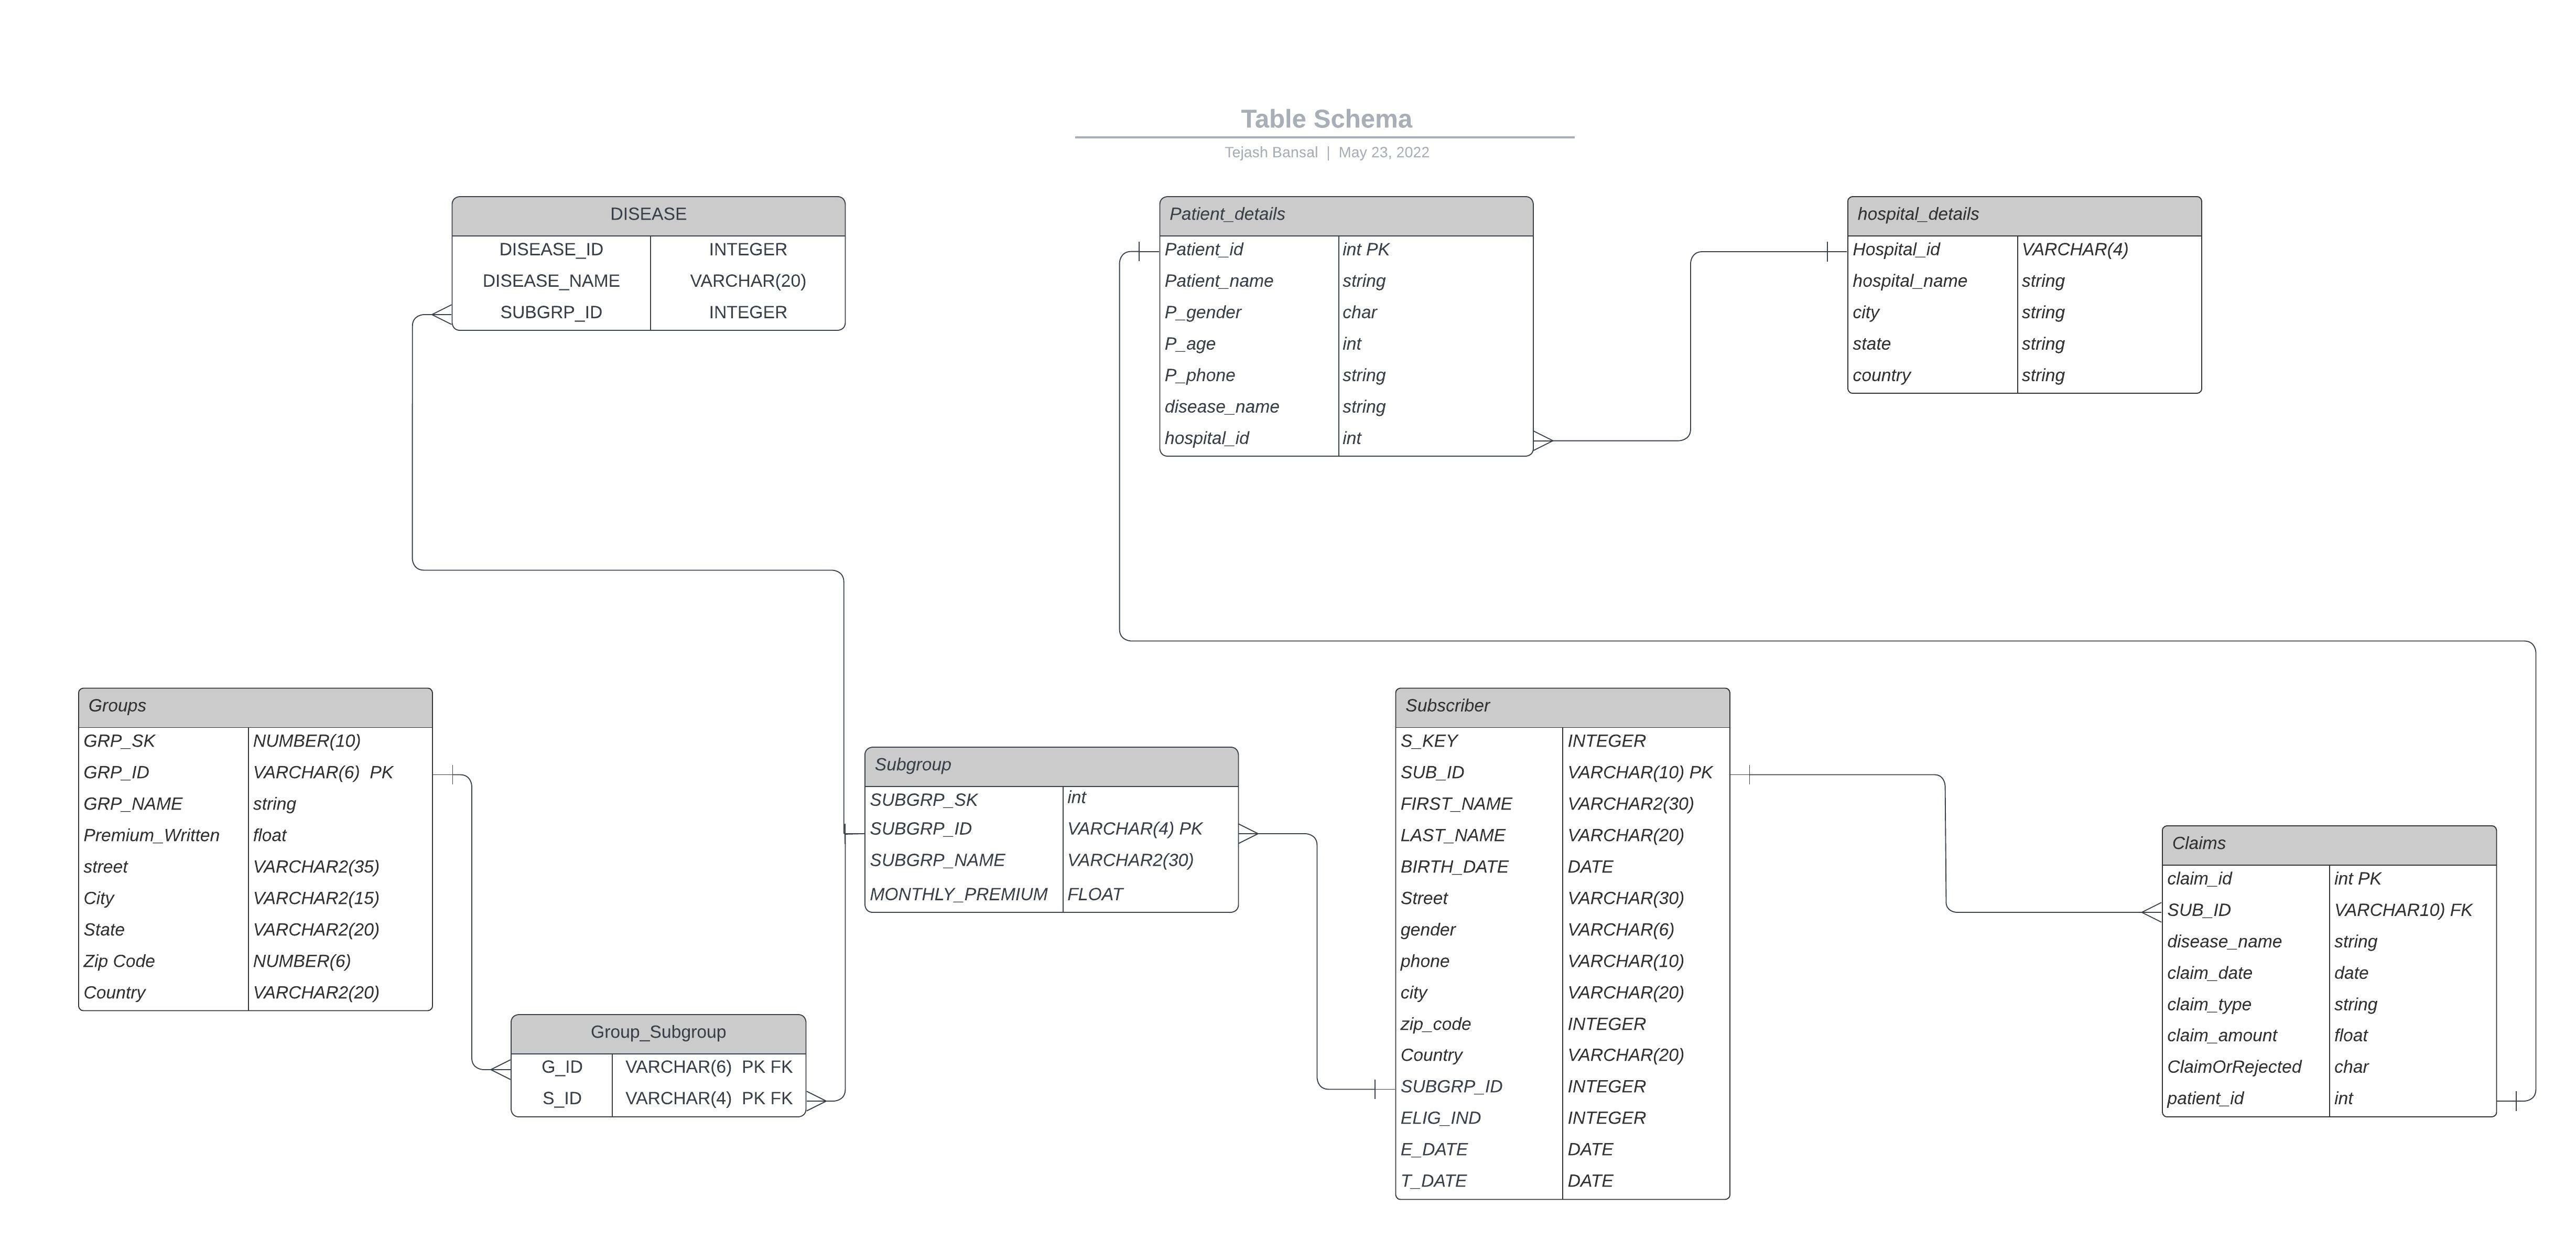 Table Schema
Tejash Bansal | May 23, 2022
DISEASE
DISEASE_ID INTEGER
DISEASE_NAME VARCHAR(20)
SUBGRP_ID INTEGER
Patient_details
Patient_id int PK
Patient_name string
P_gender char
P_age int
P_phone string
disease_name string
hospital_id int
hospital_details
Hospital_id VARCHAR(4)
hospital_name string
city string
state string
country string
Groups
GRP_SK NUMBER(10)
GRP_ID VARCHAR(6) PK
GRP_NAME string
Premium_Written float
street VARCHAR2(35)
City VARCHAR2(15)
State VARCHAR2(20)
Zip Code NUMBER(6)
Country VARCHAR2(20)
Group_Subgroup
G_ID VARCHAR(6) PK FK
S_ID VARCHAR(4) PK FK
Subgroup
SUBGRP_SK int
SUBGRP_ID VARCHAR(4) PK
SUBGRP_NAME VARCHAR2(30)
MONTHLY_PREMIUM FLOAT
Subscriber
S_KEY INTEGER
SUB_ID VARCHAR(10) PK
FIRST_NAME VARCHAR2(30)
LAST_NAME VARCHAR(20)
BIRTH_DATE DATE
Street VARCHAR(30)
gender VARCHAR(6)
phone VARCHAR(10)
city VARCHAR(20)
zip_code INTEGER
Country VARCHAR(20)
SUBGRP_ID INTEGER
ELIG_IND INTEGER
E_DATE DATE
T_DATE DATE
Claims
claim_id int PK
SUB_ID VARCHAR10) FK
disease_name string
claim_date date
claim_type string
claim_amount float
ClaimOrRejected char
patient_id int